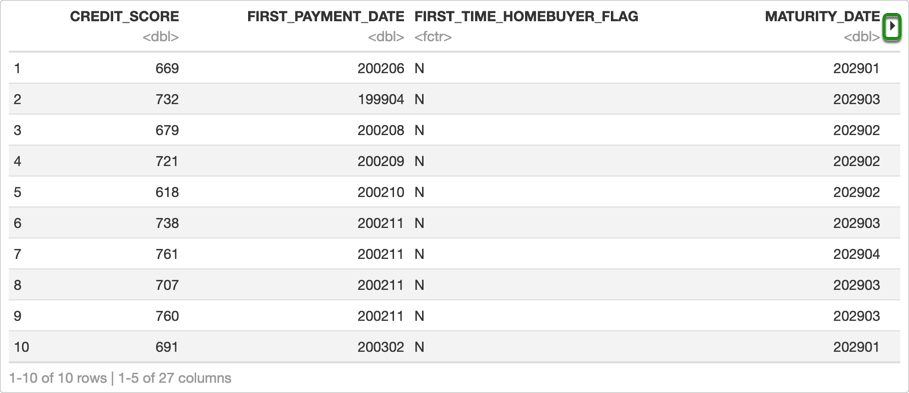 CREDIT_SCORE FIRST_PAYMENT_DATE FIRST_TIME_HOMEBUYER_FLAG MATURITY_DATE
<dbl> <dbl> <fctr> <dbl>
1 669 200206 N 202901
2 732 199904 N 202903
3 679 200208 N 202902
4 721 200209 N 202902
5 618 200210 N 202902
6 738 200211 N 202903
7 761 200211 N 202904
8 707 200211 N 202903
9 760 200211 N 202903
10 691 200302 N 202901
1-10 of 10 rows | 1-5 of 27 columns